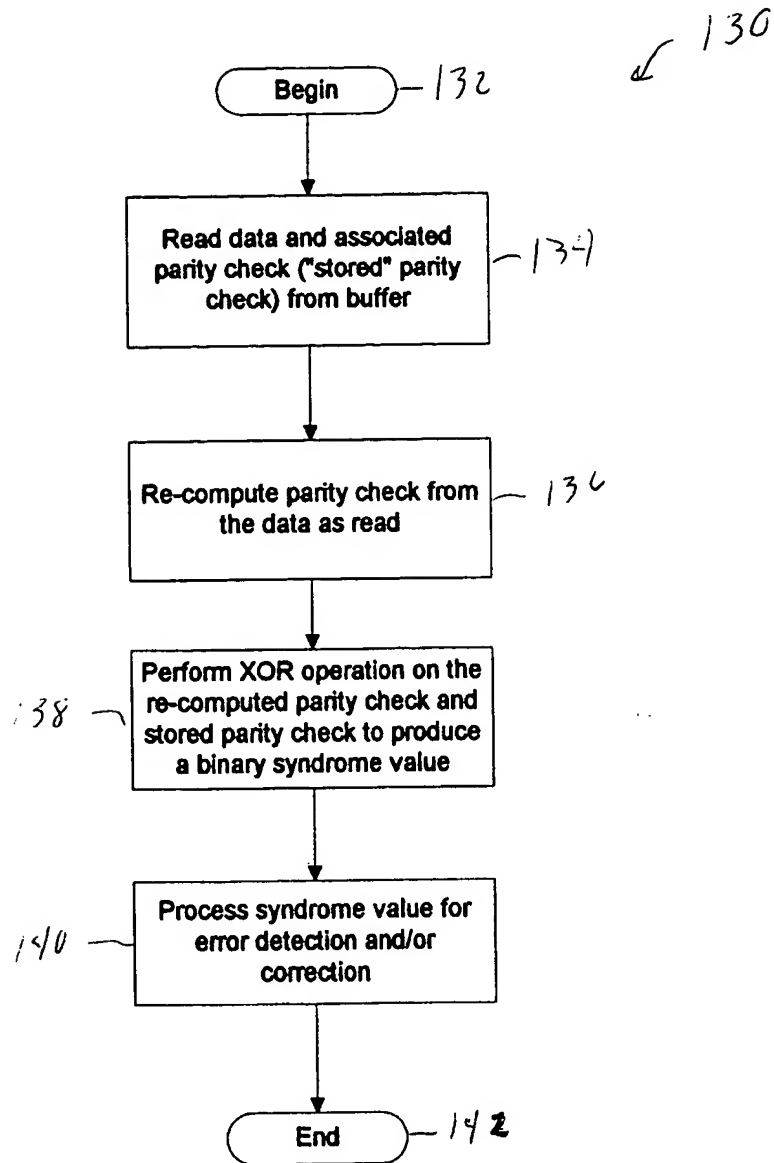 130
Begin
132
Read data and associated
parity check ("stored" parity
check) from buffer
134
Re-compute parity check from
the data as read
136
Perform XOR operation on the
re-computed parity check and
stored parity check to produce
a binary syndrome value
138
Process syndrome value for
error detection and/or
correction
140
End
142